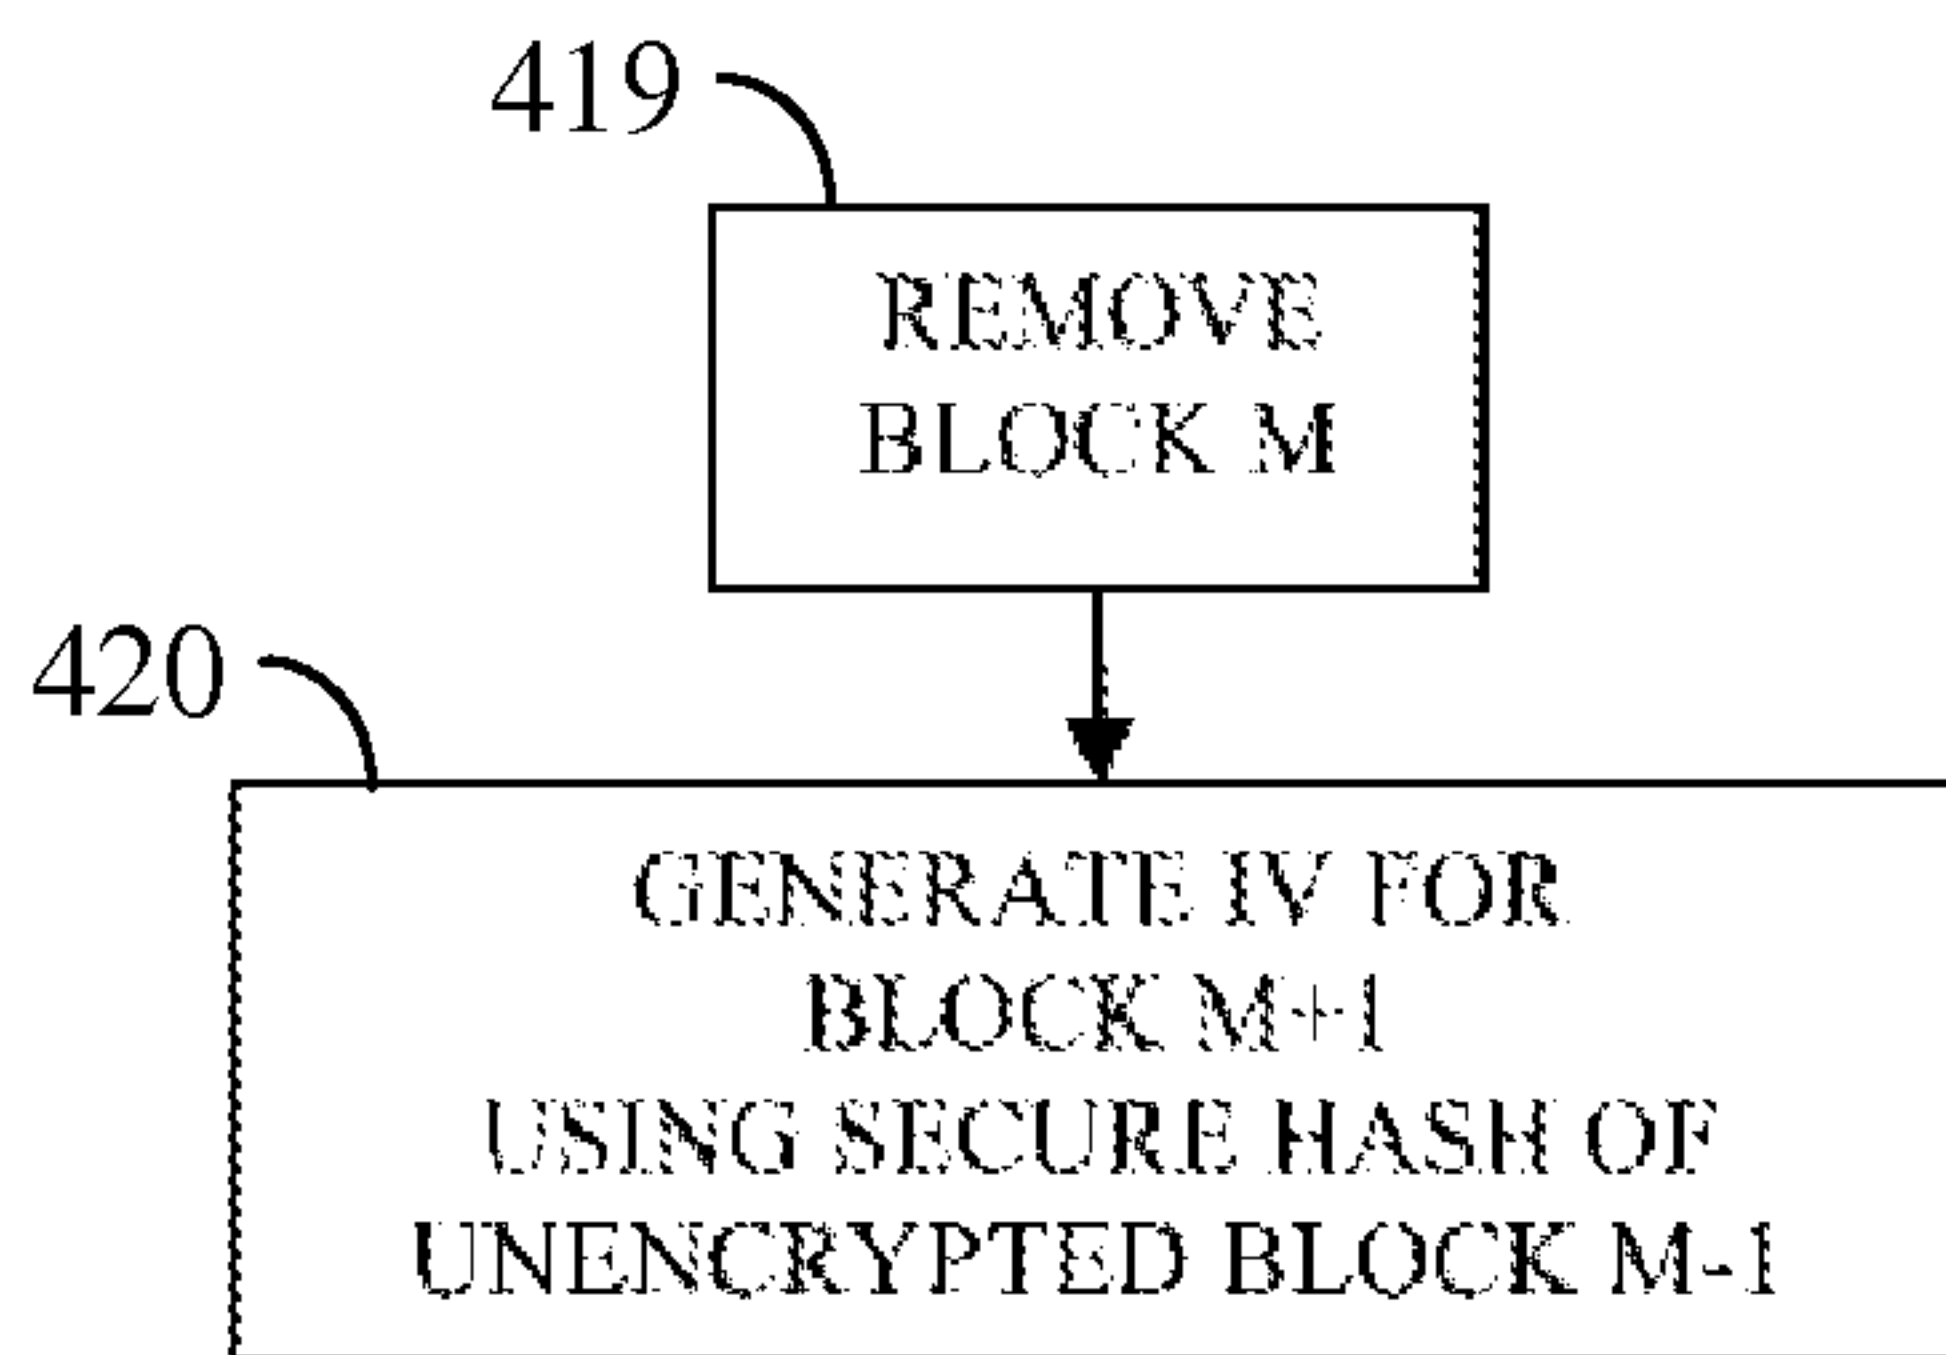 419
REMOVE
BLOCK M
420
GENERATE IV FOR
BLOCK M+1
USING SECURE HASH OF
UNENCRYPTED BLOCK M-1